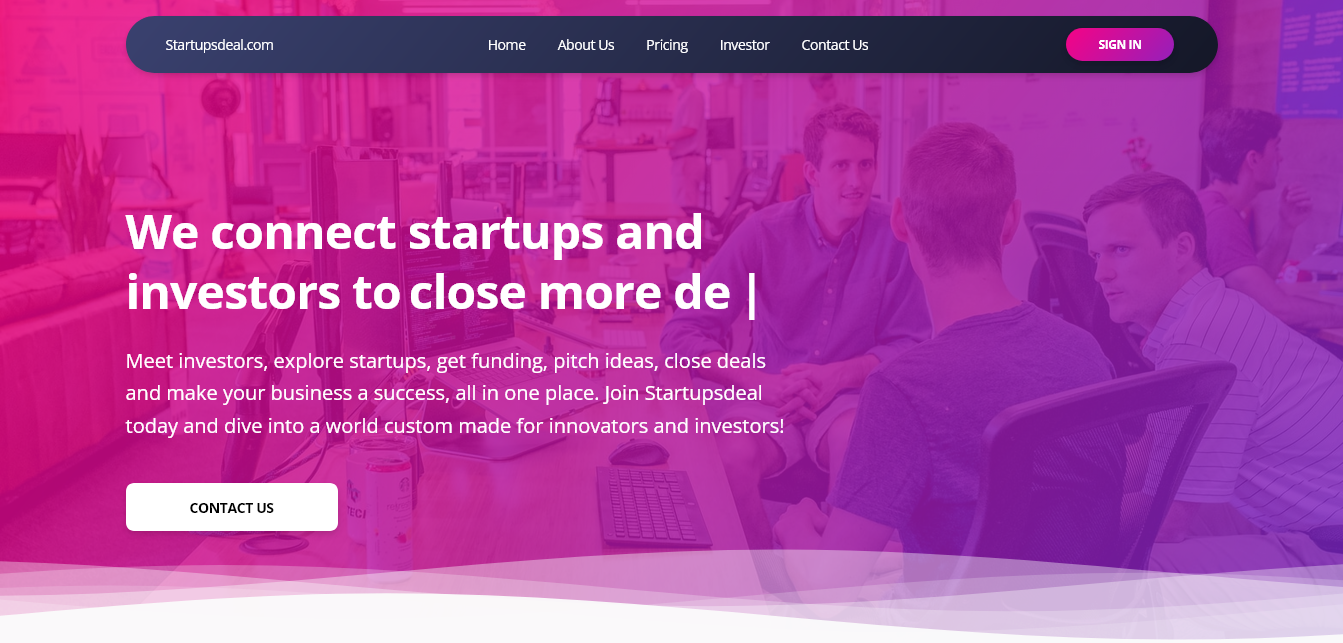 Startupsdeal.com
Home
About Us
Pricing
Investor
Contact Us
SIGN IN
We connect startups and
investors to close more de |
Meet investors, explore startups, get funding, pitch ideas, close deals
and make your business a success, all in one place. Join Startupsdeal
today and dive into a world custom made for innovators and investors!
CONTACT US